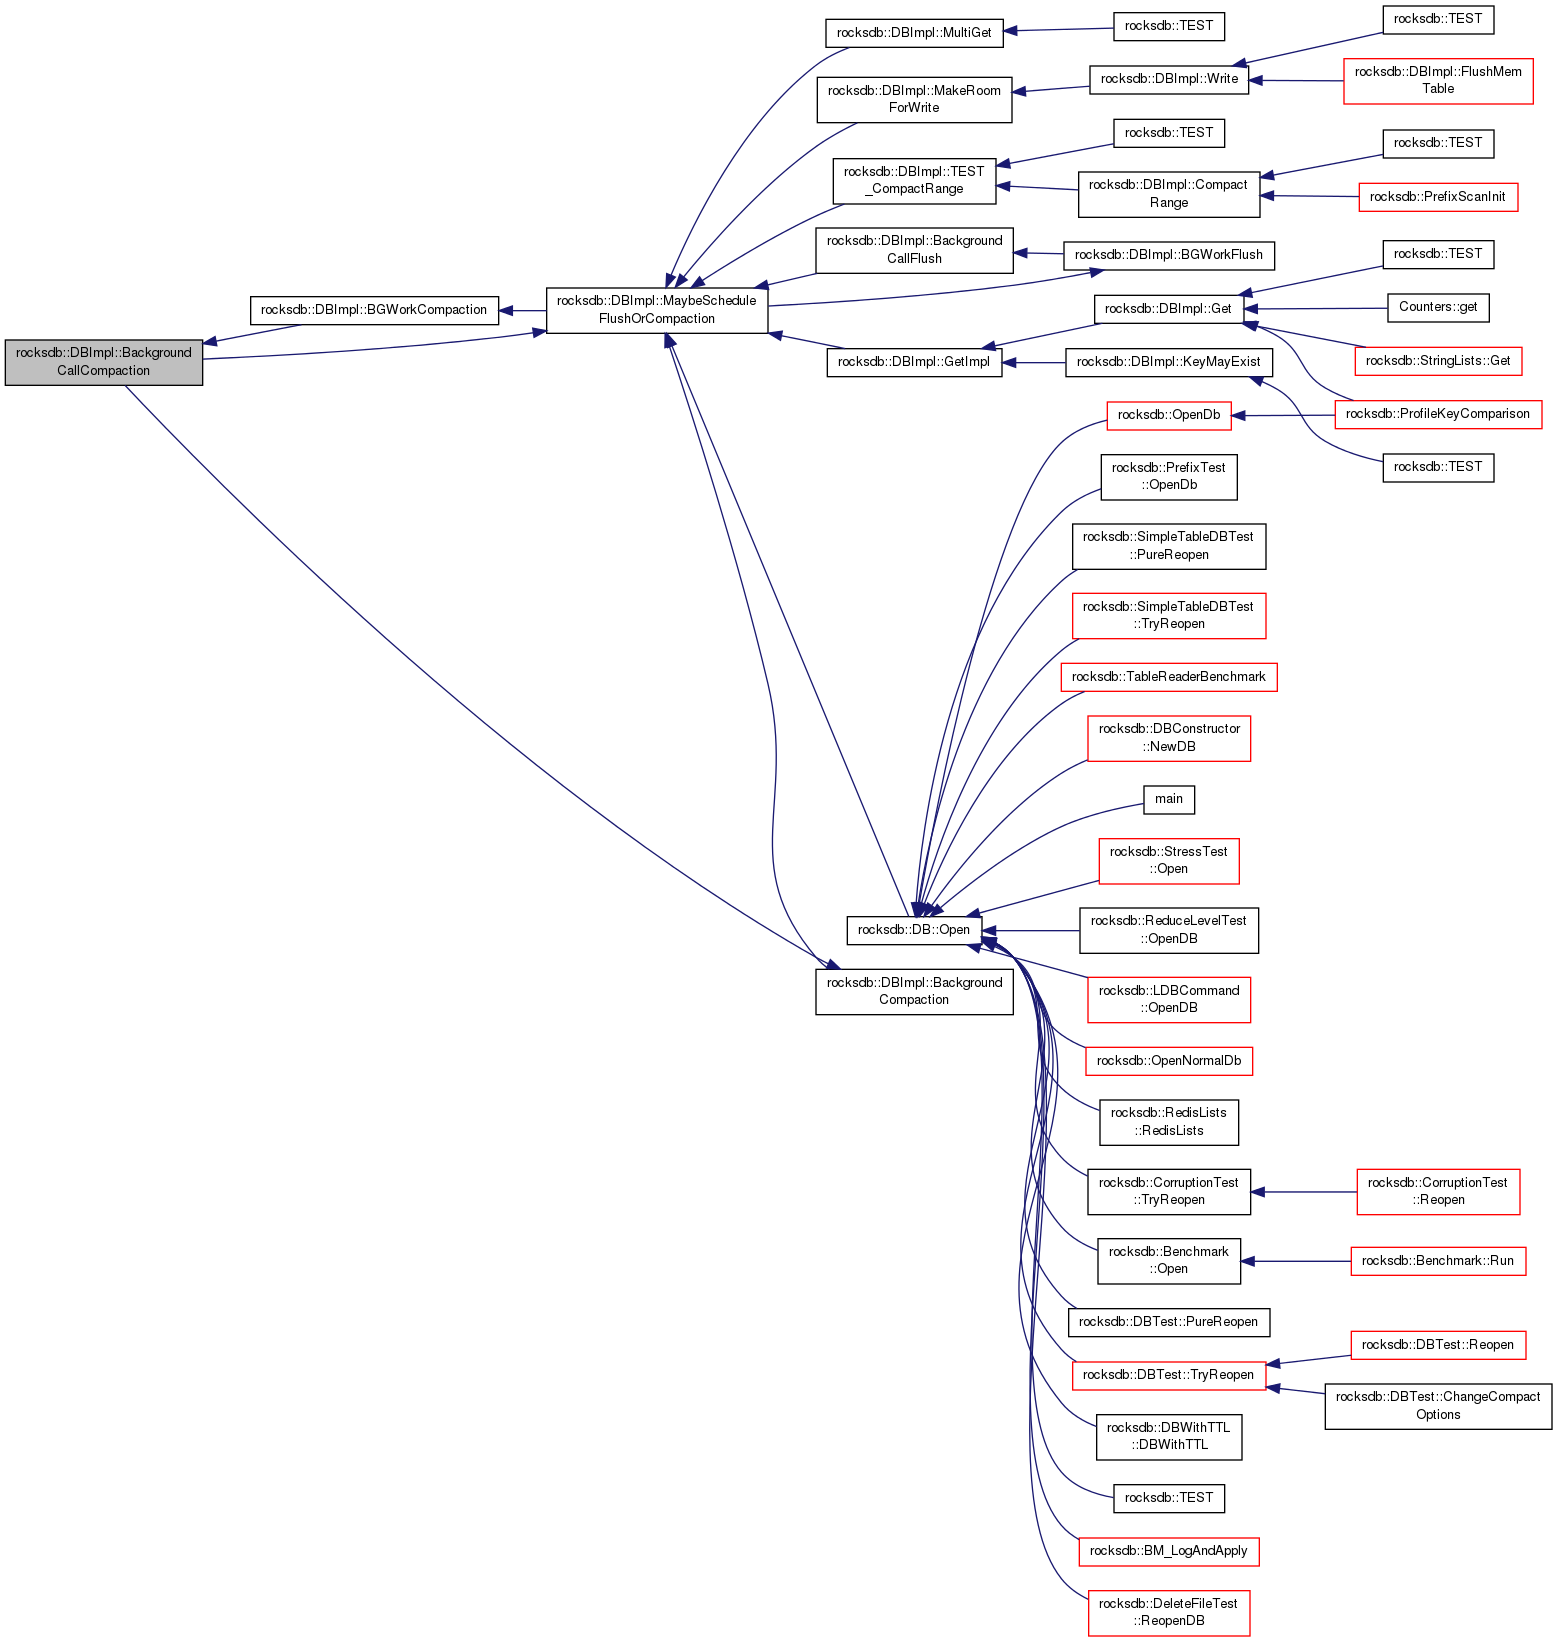 rocksdb::DBImpl::Background
CallCompaction
rocksdb::DBImpl::BGWorkCompaction
rocksdb::DBImpl::MaybeSchedule
FlushOrCompaction
rocksdb::DBImpl::MultiGet
rocksdb::TEST
rocksdb::DBImpl::MakeRoom
ForWrite
rocksdb::DBImpl::Write
rocksdb::TEST
rocksdb::DBImpl::FlushMem
Table
rocksdb::DBImpl::TEST
_CompactRange
rocksdb::TEST
rocksdb::DBImpl::Compact
Range
rocksdb::TEST
rocksdb::PrefixScanInit
rocksdb::DBImpl::Background
CallFlush
rocksdb::DBImpl::BGWorkFlush
rocksdb::DBImpl::GetImpl
rocksdb::DBImpl::Get
rocksdb::TEST
Counters::get
rocksdb::StringLists::Get
rocksdb::ProfileKeyComparison
rocksdb::DBImpl::KeyMayExist
rocksdb::TEST
rocksdb::DB::Open
rocksdb::OpenDb
rocksdb::PrefixTest
::OpenDb
rocksdb::SimpleTableDBTest
::PureReopen
rocksdb::SimpleTableDBTest
::TryReopen
rocksdb::TableReaderBenchmark
rocksdb::DBConstructor
::NewDB
main
rocksdb::StressTest
::Open
rocksdb::ReduceLevelTest
::OpenDB
rocksdb::LDBCommand
::OpenDB
rocksdb::OpenNormalDb
rocksdb::RedisLists
::RedisLists
rocksdb::CorruptionTest
::TryReopen
rocksdb::CorruptionTest
::Reopen
rocksdb::Benchmark
::Open
rocksdb::Benchmark::Run
rocksdb::DBTest::PureReopen
rocksdb::DBTest::TryReopen
rocksdb::DBTest::Reopen
rocksdb::DBTest::ChangeCompact
Options
rocksdb::DBWithTTL
::DBWithTTL
rocksdb::TEST
rocksdb::BM_LogAndApply
rocksdb::DeleteFileTest
::ReopenDB
rocksdb::DBImpl::Background
Compaction